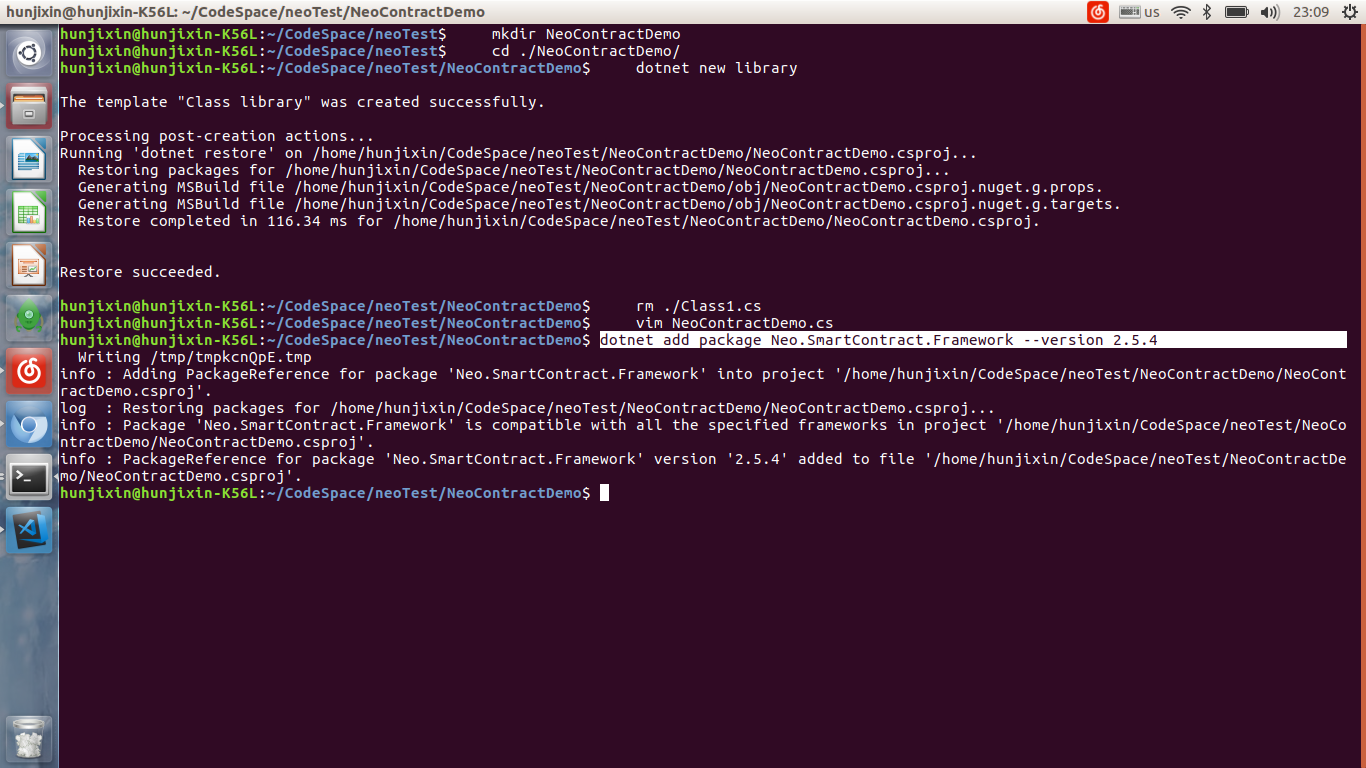 hunjixin@hunjixin-K56L: ~/CodeSpace/neoTest/NeoContractDemo
us
23:09
hunjixin@hunjixin-K56L:~/CodeSpace/neoTest$     mkdir NeoContractDemo
hunjixin@hunjixin-K56L:~/CodeSpace/neoTest$     cd ./NeoContractDemo/
hunjixin@hunjixin-K56L:~/CodeSpace/neoTest/NeoContractDemo$     dotnet new library
The template "Class library" was created successfully.
Processing post-creation actions...
Running 'dotnet restore' on /home/hunjixin/CodeSpace/neoTest/NeoContractDemo/NeoContractDemo.csproj...
  Restoring packages for /home/hunjixin/CodeSpace/neoTest/NeoContractDemo/NeoContractDemo.csproj...
  Generating MSBuild file /home/hunjixin/CodeSpace/neoTest/NeoContractDemo/obj/NeoContractDemo.csproj.nuget.g.props.
  Generating MSBuild file /home/hunjixin/CodeSpace/neoTest/NeoContractDemo/obj/NeoContractDemo.csproj.nuget.g.targets.
  Restore completed in 116.34 ms for /home/hunjixin/CodeSpace/neoTest/NeoContractDemo/NeoContractDemo.csproj.
Restore succeeded.
hunjixin@hunjixin-K56L:~/CodeSpace/neoTest/NeoContractDemo$     rm ./Class1.cs
hunjixin@hunjixin-K56L:~/CodeSpace/neoTest/NeoContractDemo$     vim NeoContractDemo.cs
hunjixin@hunjixin-K56L:~/CodeSpace/neoTest/NeoContractDemo$ dotnet add package Neo.SmartContract.Framework --version 2.5.4
  Writing /tmp/tmpkcnQpE.tmp
info : Adding PackageReference for package 'Neo.SmartContract.Framework' into project '/home/hunjixin/CodeSpace/neoTest/NeoContractDemo/NeoCont
ractDemo.csproj'.
log  : Restoring packages for /home/hunjixin/CodeSpace/neoTest/NeoContractDemo/NeoContractDemo.csproj...
info : Package 'Neo.SmartContract.Framework' is compatible with all the specified frameworks in project '/home/hunjixin/CodeSpace/neoTest/NeoCo
ntractDemo/NeoContractDemo.csproj'.
info : PackageReference for package 'Neo.SmartContract.Framework' version '2.5.4' added to file '/home/hunjixin/CodeSpace/neoTest/NeoContractDe
mo/NeoContractDemo.csproj'.
hunjixin@hunjixin-K56L:~/CodeSpace/neoTest/NeoContractDemo$